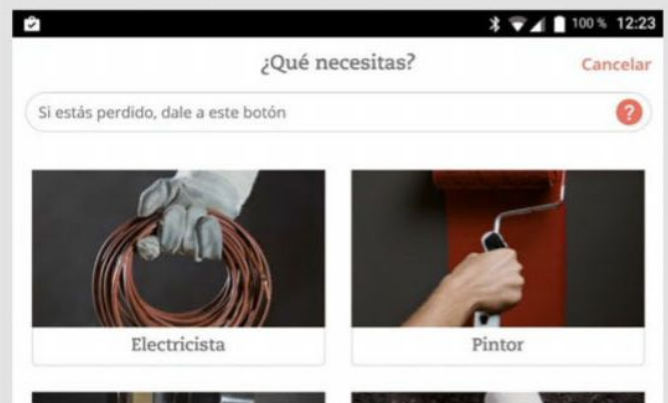 100 % 12:23
¿Qué necesitas?
Cancelar
Si estás perdido, dale a este botón
?
Electricista
Pintor